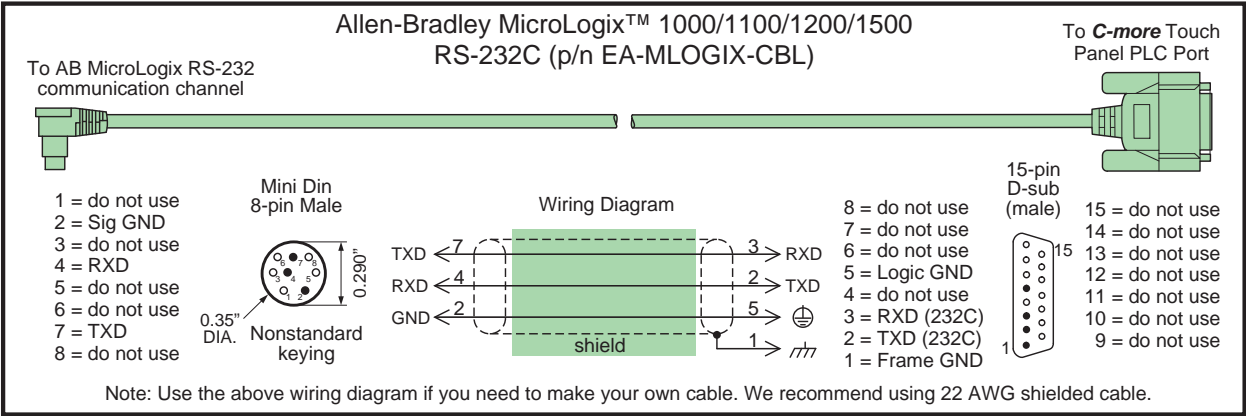 Allen-Bradley MicroLogix™ 1000/1100/1200/1500
RS-232C (p/n EA-MLOGIX-CBL)
To AB MicroLogix RS-232
communication channel
To C-more Touch
Panel PLC Port
1 = do not use
2 = Sig GND
3 = do not use
4 = RXD
5 = do not use
6 = do not use
7 = TXD
8 = do not use
Mini Din
8-pin Male
6 7 8
3 4 5
1 2
0.290"
0.35"
DIA.
Nonstandard
keying
Wiring Diagram
TXD 7 3 RXD
RXD 4 2 TXD
GND 2 5
1
shield
8 = do not use
7 = do not use
6 = do not use
5 = Logic GND
4 = do not use
3 = RXD (232C)
2 = TXD (232C)
1 = Frame GND
15-pin
D-sub
(male)
15
1
15 = do not use
14 = do not use
13 = do not use
12 = do not use
11 = do not use
10 = do not use
9 = do not use
Note: Use the above wiring diagram if you need to make your own cable. We recommend using 22 AWG shielded cable.